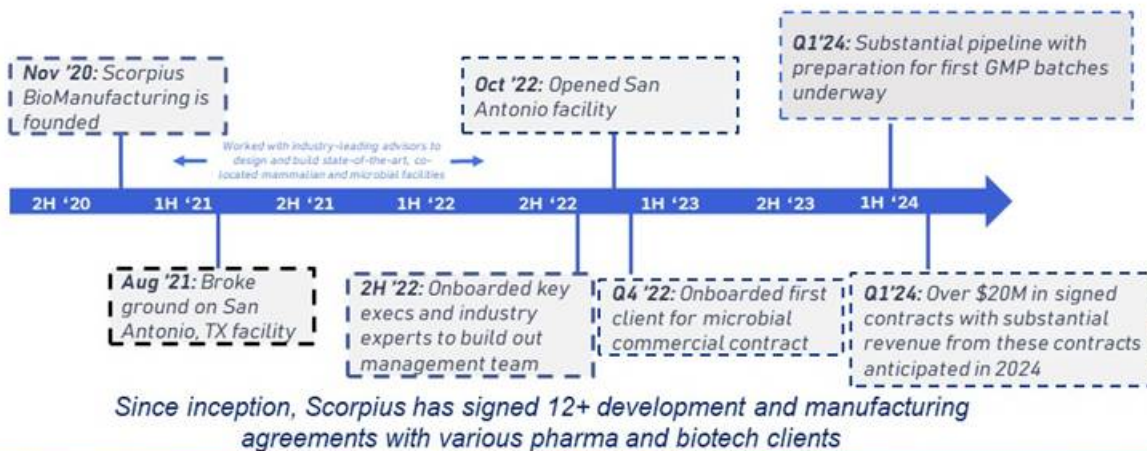 Nov '20: Scorpius
BioManufacturing is
founded
Worked with industry-leading advisors to
design and build state-of-the-art, co-
located mammalian and microbial facilities
Oct '22: Opened San
Antonio facility
Q1'24: Substantial pipeline with
preparation for first GMP batches
underway
2H '20
1H '21
2H '21
1H '22
2H '22
1H '23
2H '23
1H '24
Aug '21: Broke
ground on San
Antonio, TX facility
2H '22: Onboarded key
execs and industry
experts to build out
management team
Q4 '22: Onboarded first
client for microbial
commercial contract
Q1'24: Over $20M in signed
contracts with substantial
revenue from these contracts
anticipated in 2024
Since inception, Scorpius has signed 12+ development and manufacturing
agreements with various pharma and biotech clients